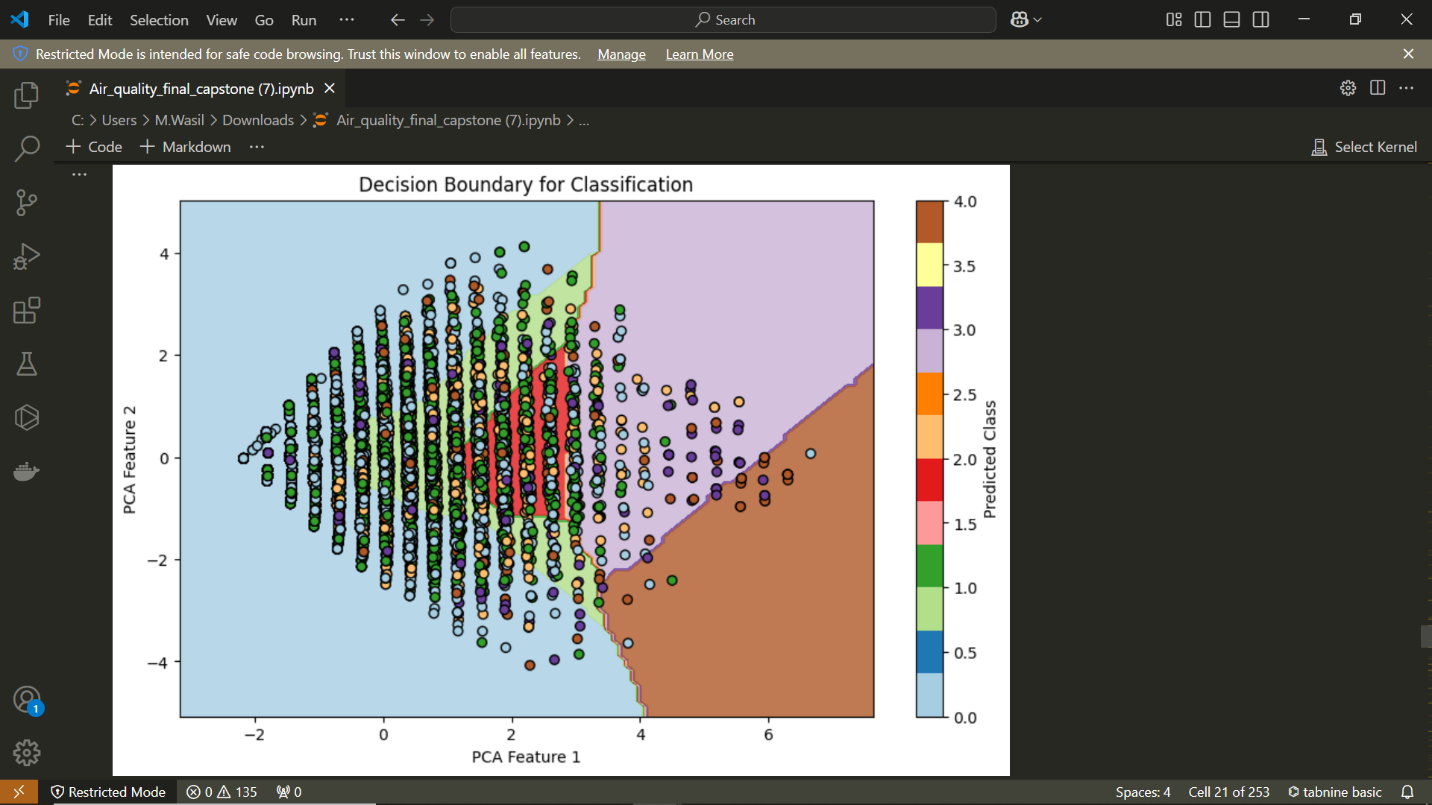 File Edit Selection View Go Run ··· Search
Restricted Mode is intended for safe code browsing. Trust this window to enable all features. Manage Learn More
Air_quality_final_capstone (7).ipynb
C: > Users > M.Wasil > Downloads > Air_quality_final_capstone (7).ipynb > ...
+ Code + Markdown ··· Select Kernel
...
Decision Boundary for Classification
4
2
0
−2
−4
PCA Feature 2
−2 0 2 4 6
PCA Feature 1
4.0
3.5
3.0
2.5
2.0
1.5
1.0
0.5
0.0
Predicted Class
1
Restricted Mode 0 135 0 Spaces: 4 Cell 21 of 253 tabnine basic